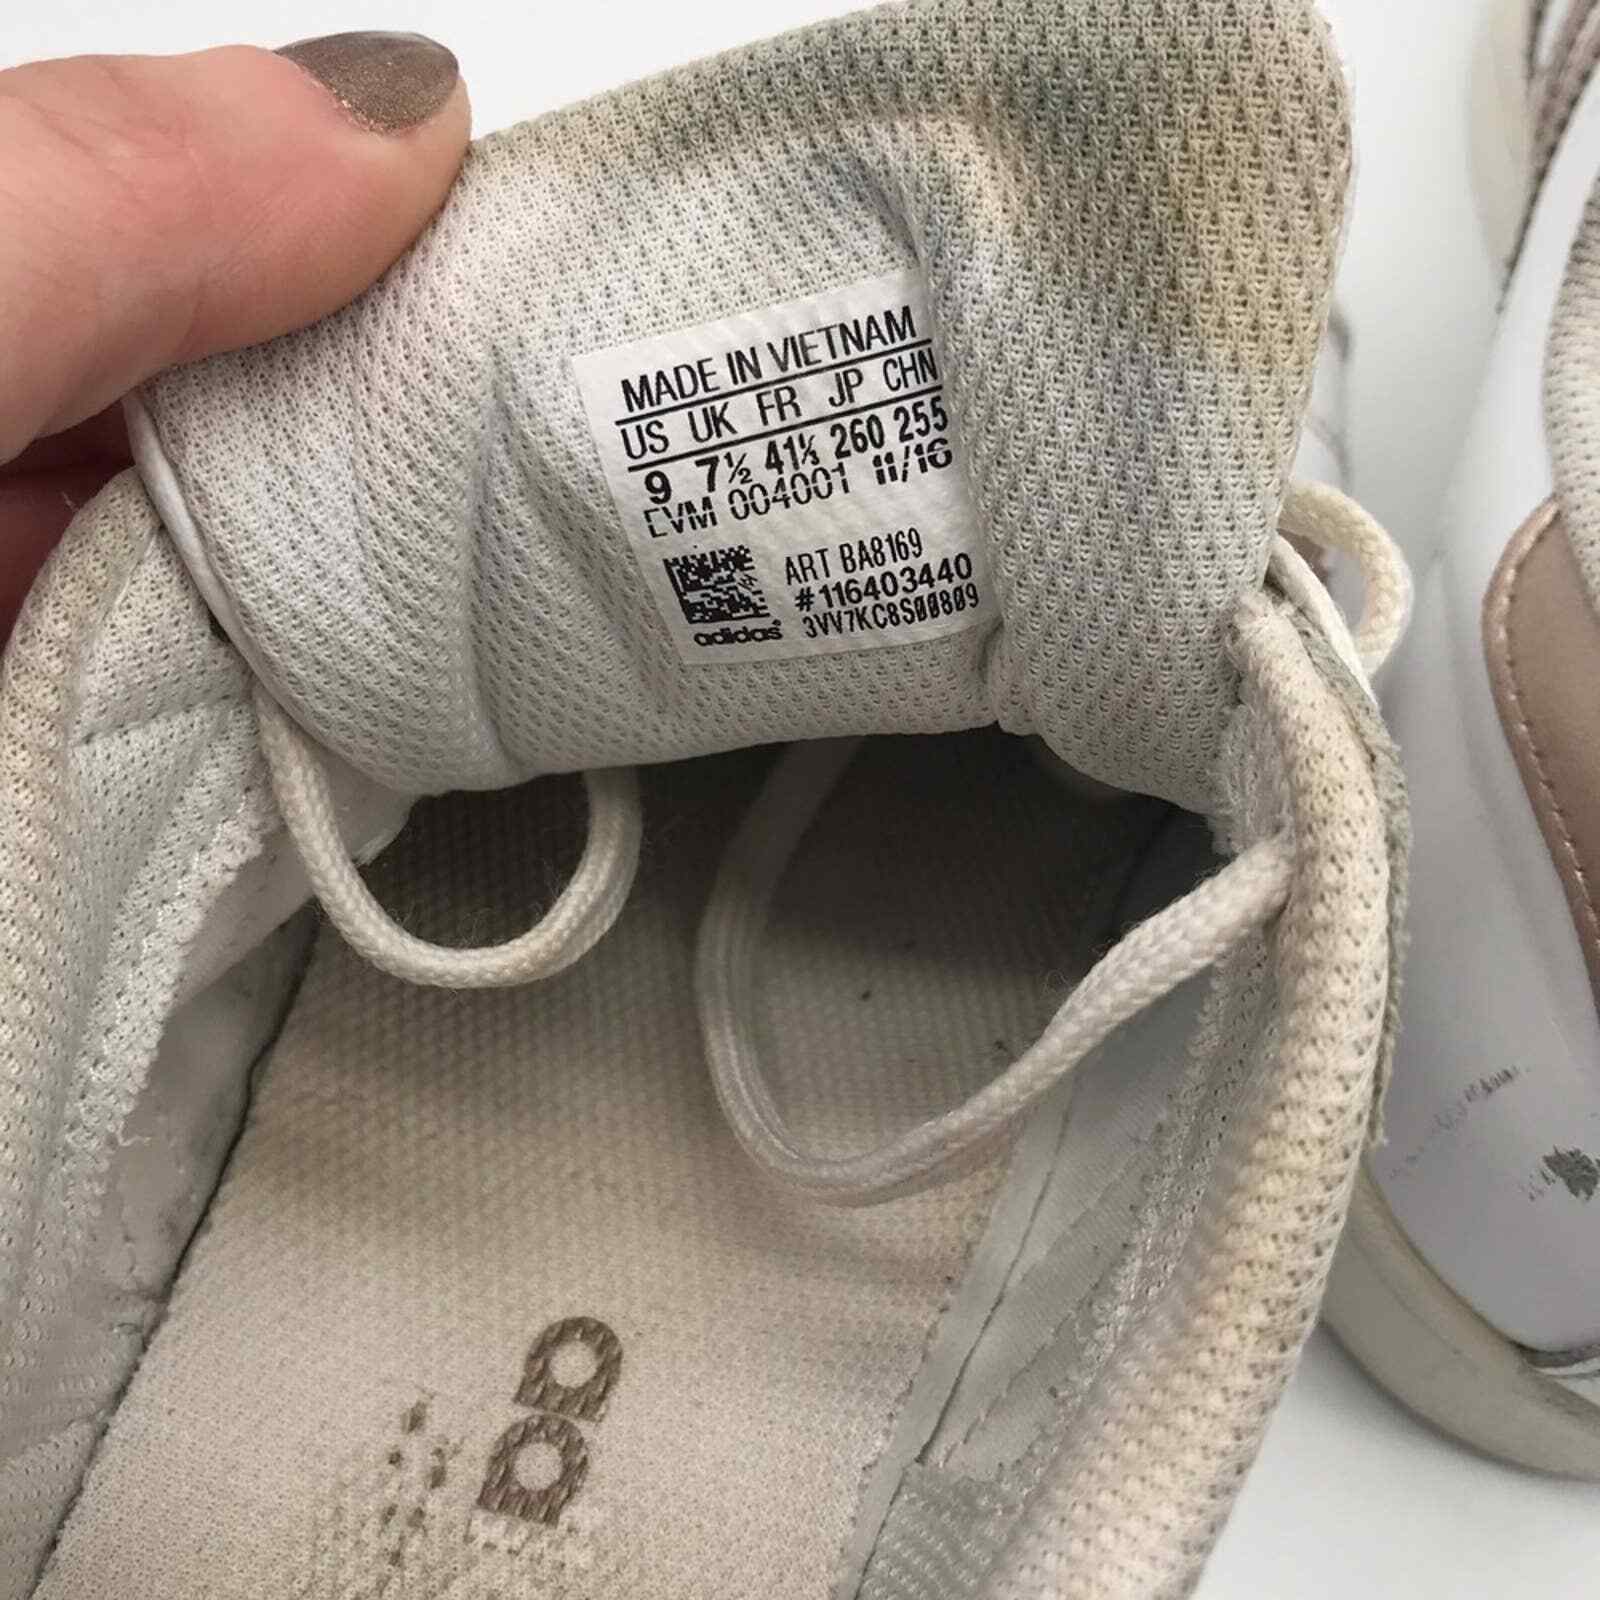 MADE IN VIETNAM
US UK FR JP CHN
9 7½ 41⅓ 260 255
EVM 004001 11/16
ART BA8169
#116403440
adidas® 3VV7KC8S00809